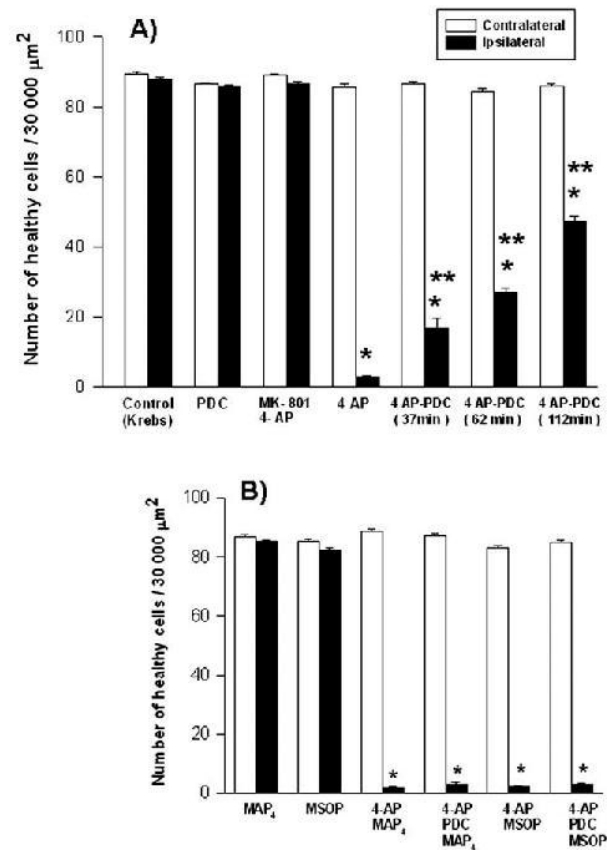 A)
Contralateral
Ipsilateral
Number of healthy cells / 30 000 µm²
100
80
60
40
20
0
*
**
*
**
*
**
*
Control
(Krebs)
PDC
MK- 801
4- AP
4 AP
4 AP-PDC
( 37min )
4 AP-PDC
( 62 min )
4 AP-PDC
( 112min )
B)
Number of healthy cells / 30 000 µm²
100
80
60
40
20
0
*
*
*
*
MAP₄
MSOP
4-AP
MAP₄
4-AP
PDC
MAP₄
4-AP
MSOP
4-AP
PDC
MSOP